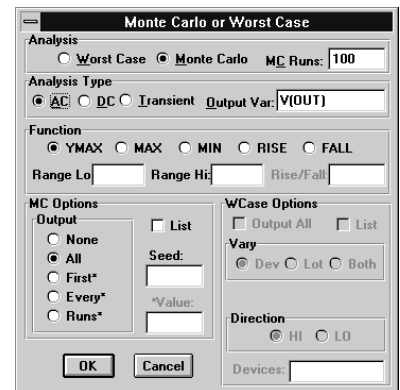 Monte Carlo or Worst Case
Analysis
Worst Case Monte Carlo MC Runs: 100
Analysis Type
AC DC Transient Output Var: V(OUT)
Function
YMAX MAX MIN RISE FALL
Range Lo Range Hi: Rise/Fall:
MC Options
Output
None
All
First*
Every*
Runs*
List
Seed:
*Value:
OK Cancel
WCase Options
Output All List
Vary
Dev Lot Both
Direction
HI LO
Devices: